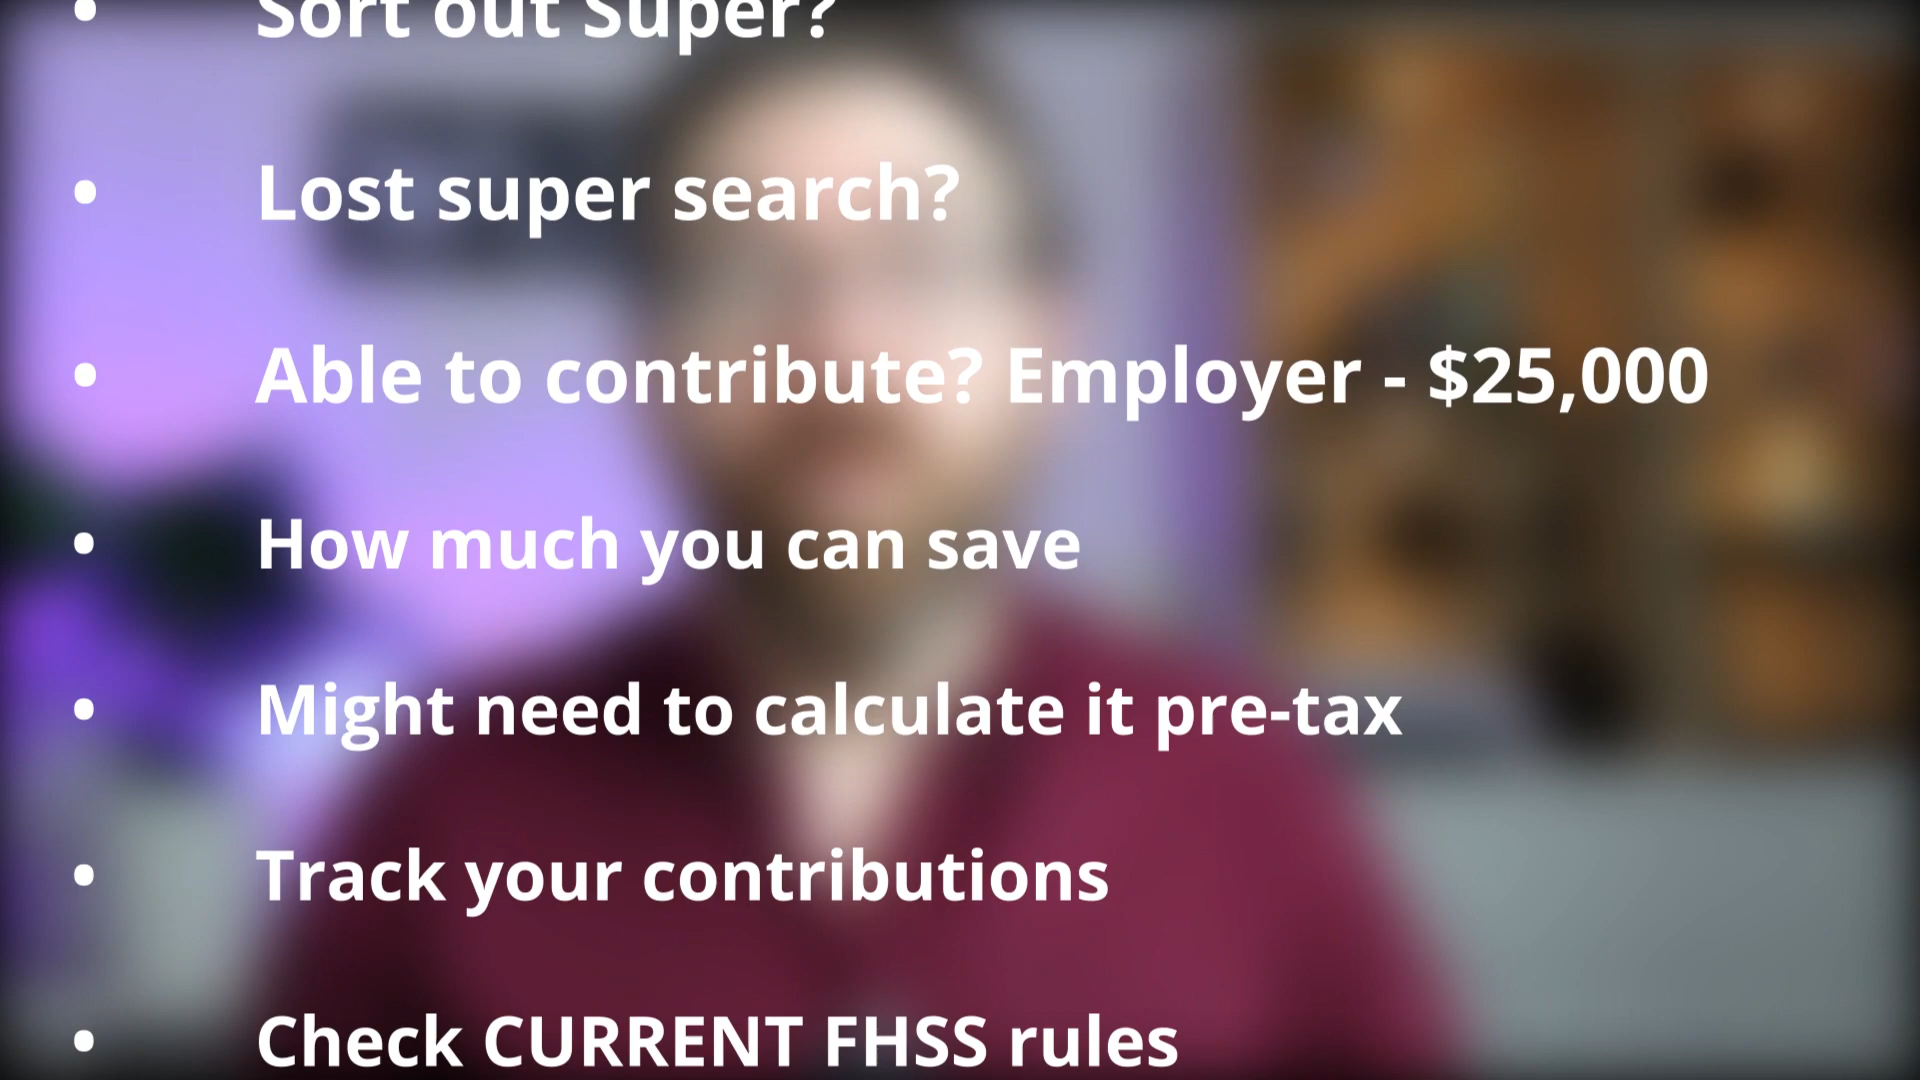 • Sort out Super?
• Lost super search?
• Able to contribute? Employer - $25,000
• How much you can save
• Might need to calculate it pre-tax
• Track your contributions
• Check CURRENT FHSS rules